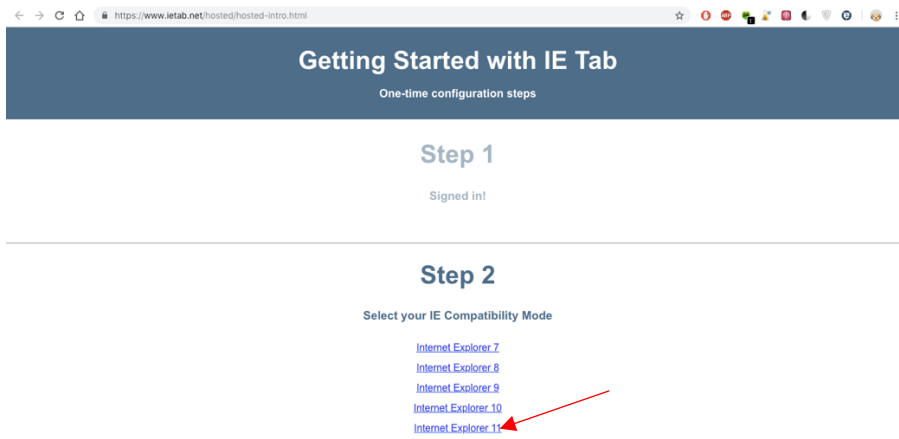 https://www.ietab.net/hosted/hosted-intro.html
Getting Started with IE Tab
One-time configuration steps
Step 1
Signed in!
Step 2
Select your IE Compatibility Mode
Internet Explorer 7
Internet Explorer 8
Internet Explorer 9
Internet Explorer 10
Internet Explorer 11